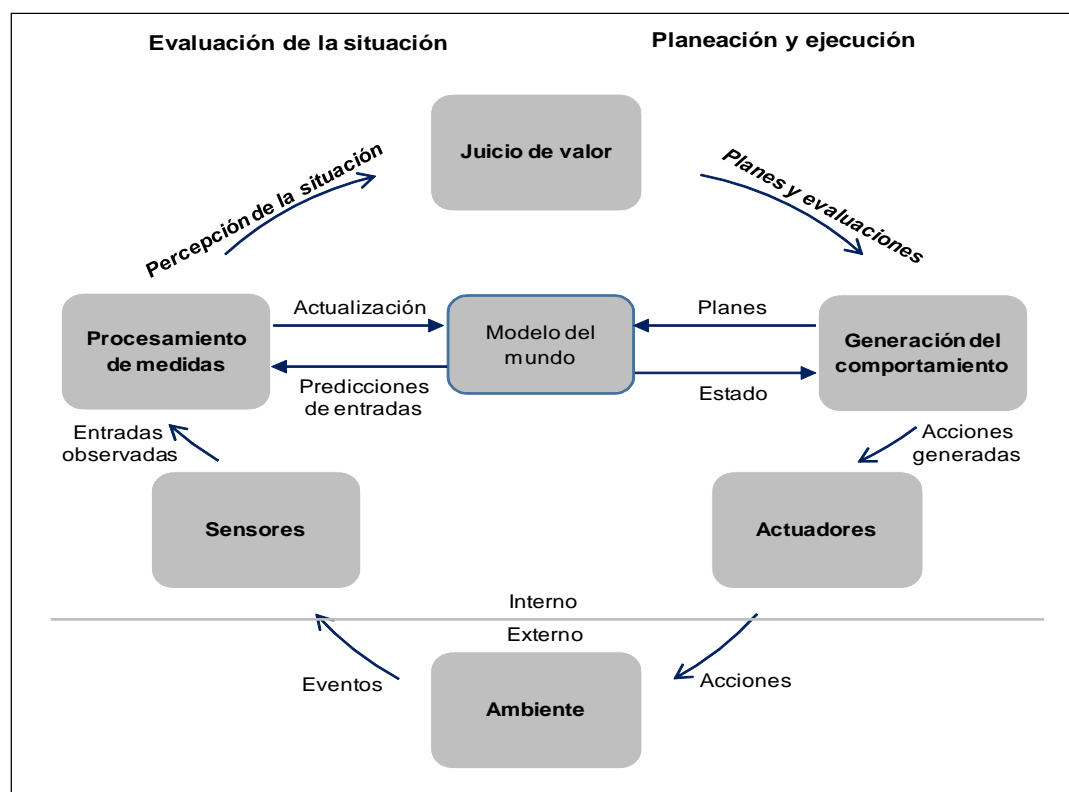 Evaluación de la situación
Planeación y ejecución
Juicio de valor
Percepción de la situación
Planes y evaluaciones
Procesamiento
de medidas
Actualización
Predicciones
de entradas
Modelo del
mundo
Planes
Estado
Generación del
comportamiento
Entradas
observadas
Acciones
generadas
Sensores
Actuadores
Interno
Externo
Eventos
Acciones
Ambiente